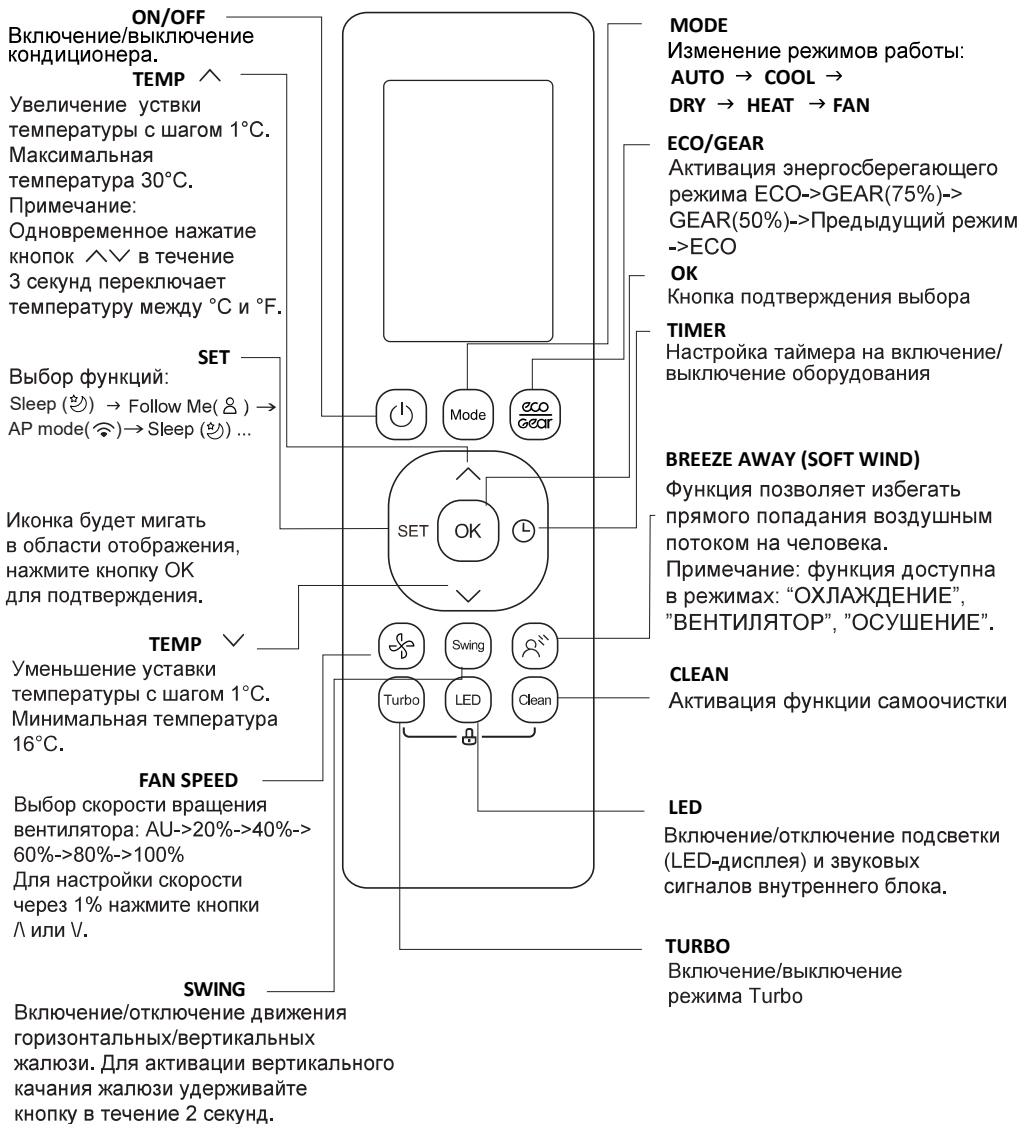 ON/OFF
Включение/выключение
кондиционера.
TEMP ︿
Увеличение уствки
температуры с шагом 1°C.
Максимальная
температура 30°C.
Примечание:
Одновременное нажатие
кнопок ︿﹀ в течение
3 секунд переключает
температуру между °C и °F.
SET
Выбор функций:
Sleep () → Follow Me( ) →
AP mode( )→ Sleep () ...
Иконка будет мигать
в области отображения,
нажмите кнопку OK
для подтверждения.
TEMP ﹀
Уменьшение уставки
температуры с шагом 1°C.
Минимальная температура
16°C.
FAN SPEED
Выбор скорости вращения
вентилятора: AU->20%->40%->
60%->80%->100%
Для настройки скорости
через 1% нажмите кнопки
/\ или \/.
SWING
Включение/отключение движения
горизонтальных/вертикальных
жалюзи. Для активации вертикального
качания жалюзи удерживайте
кнопку в течение 2 секунд.
Mode
eco
Gear
SET
OK
Swing
Turbo
LED
Clean
MODE
Изменение режимов работы:
AUTO → COOL →
DRY → HEAT → FAN
ECO/GEAR
Активация энергосберегающего
режима ECO->GEAR(75%)->
GEAR(50%)->Предыдущий режим
->ECO
OK
Кнопка подтверждения выбора
TIMER
Настройка таймера на включение/
выключение оборудования
BREEZE AWAY (SOFT WIND)
Функция позволяет избегать
прямого попадания воздушным
потоком на человека.
Примечание: функция доступна
в режимах: “ОХЛАЖДЕНИЕ”,
”ВЕНТИЛЯТОР”, ”ОСУШЕНИЕ”.
CLEAN
Активация функции самоочистки
LED
Включение/отключение подсветки
(LED-дисплея) и звуковых
сигналов внутреннего блока.
TURBO
Включение/выключение
режима Turbo